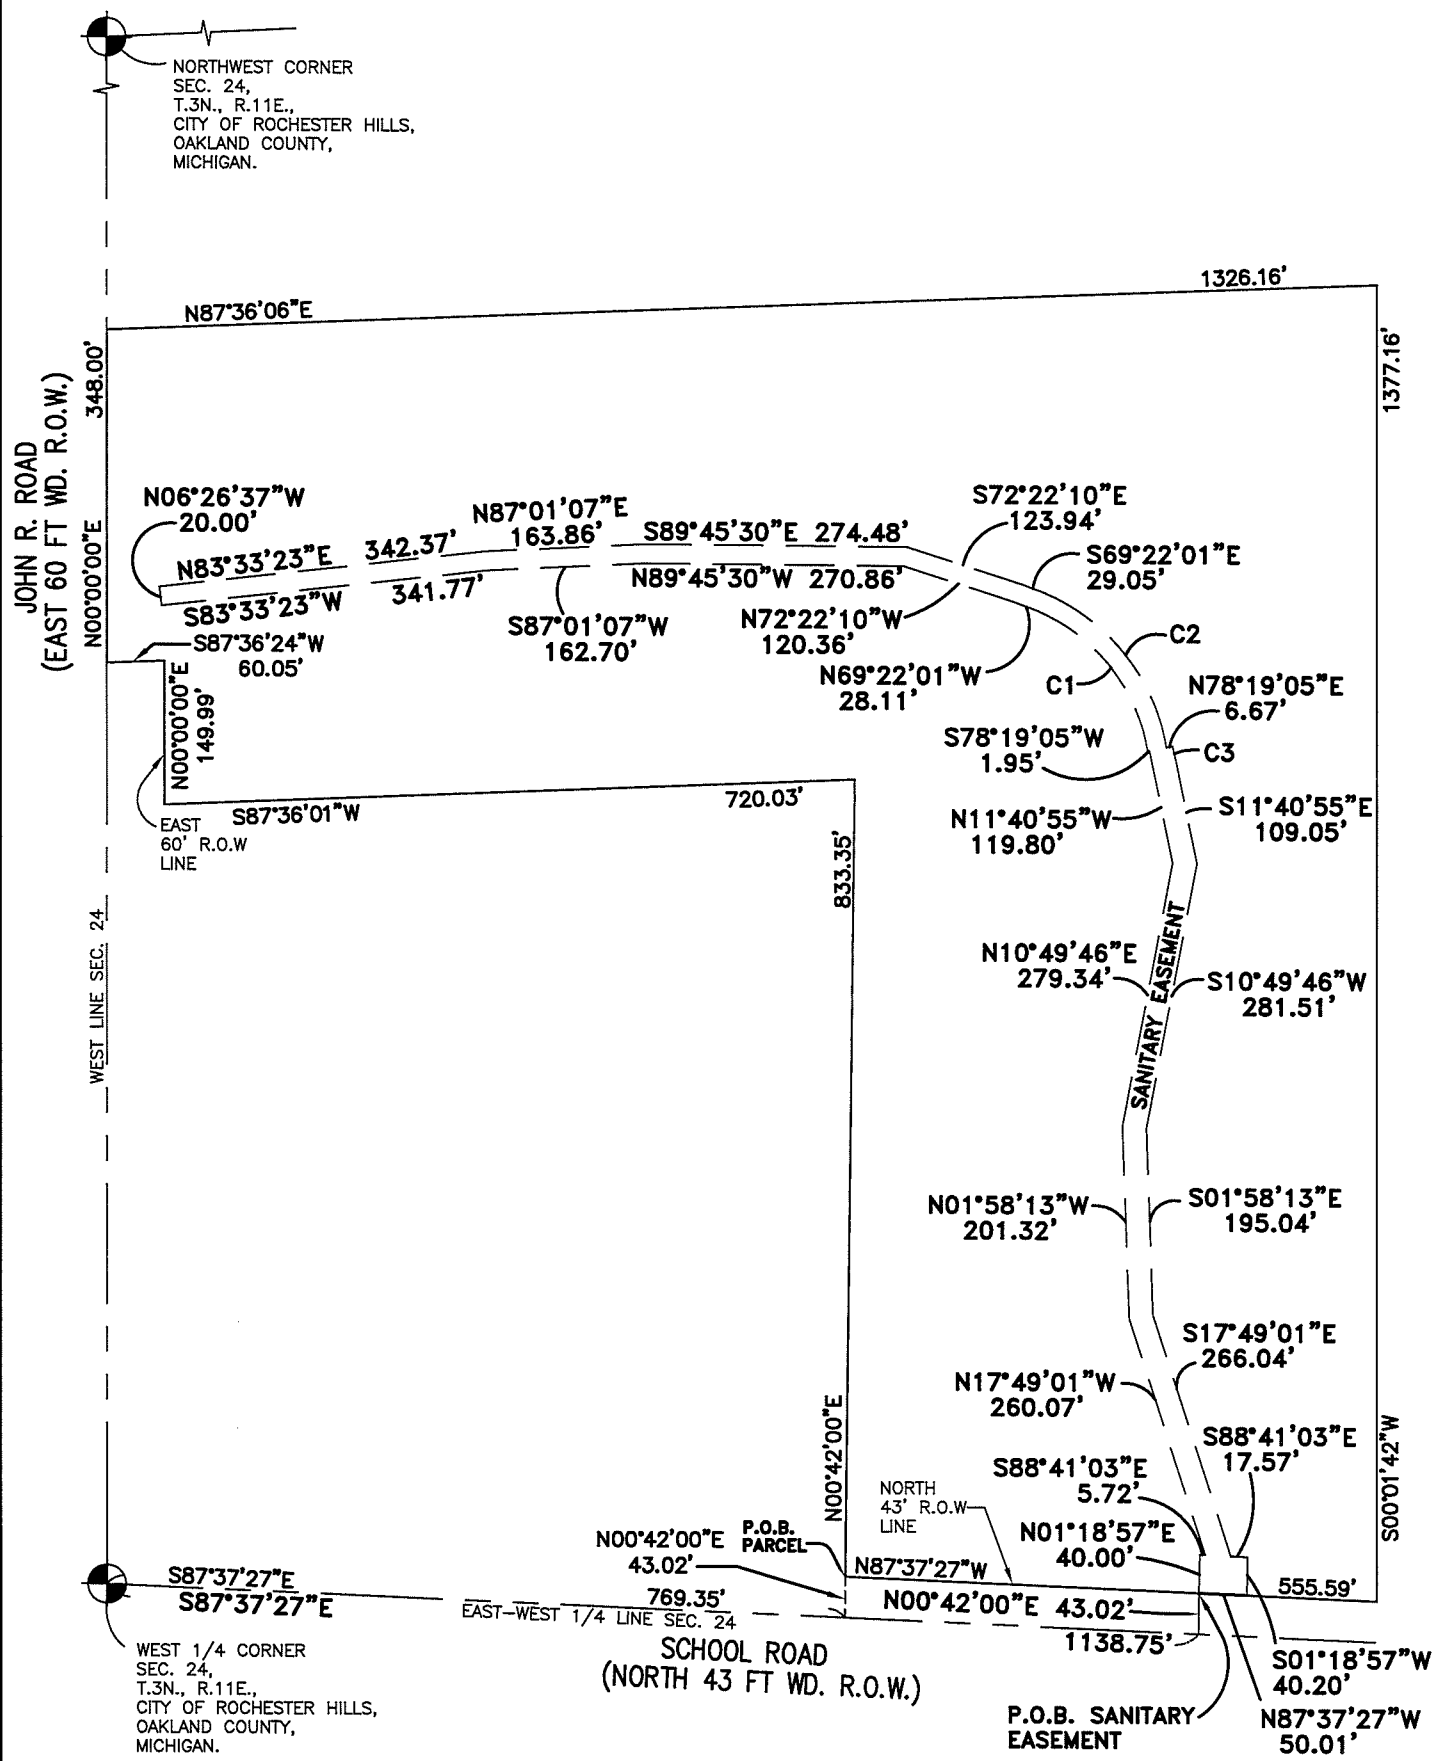 NORTHWEST CORNER
SEC. 24,
T.3N., R.11E.,
CITY OF ROCHESTER HILLS,
OAKLAND COUNTY,
MICHIGAN.
N87°36'06"E
1326.16'
348.00'
N00°00'00"E
JOHN R. ROAD
(EAST 60 FT WD. R.O.W.)
1377.16'
S00°01'42"W
N06°26'37"W
20.00'
N83°33'23"E
342.37'
N87°01'07"E
163.86'
S89°45'30"E 274.48'
S72°22'10"E
123.94'
S69°22'01"E
29.05'
S83°33'23"W
341.77'
S87°01'07"W
162.70'
N89°45'30"W 270.86'
N72°22'10"W
120.36'
N69°22'01"W
28.11'
C1
C2
N78°19'05"E
6.67'
C3
S78°19'05"W
1.95'
S87°36'24"W
60.05'
N00°00'00"E
149.99'
S87°36'01"W
720.03'
EAST
60' R.O.W
LINE
N11°40'55"W
119.80'
S11°40'55"E
109.05'
833.35'
N00°42'00"E
WEST LINE SEC. 24
SANITARY EASEMENT
N10°49'46"E
279.34'
S10°49'46"W
281.51'
N01°58'13"W
201.32'
S01°58'13"E
195.04'
S17°49'01"E
266.04'
N17°49'01"W
260.07'
S88°41'03"E
17.57'
S88°41'03"E
5.72'
NORTH
43' R.O.W
LINE
N01°18'57"E
40.00'
N00°42'00"E
43.02'
P.O.B.
PARCEL
N87°37'27"W
555.59'
S87°37'27"E
S87°37'27"E
769.35'
EAST-WEST 1/4 LINE SEC. 24
N00°42'00"E 43.02'
1138.75'
SCHOOL ROAD
(NORTH 43 FT WD. R.O.W.)
S01°18'57"W
40.20'
P.O.B. SANITARY
EASEMENT
N87°37'27"W
50.01'
WEST 1/4 CORNER
SEC. 24,
T.3N., R.11E.,
CITY OF ROCHESTER HILLS,
OAKLAND COUNTY,
MICHIGAN.